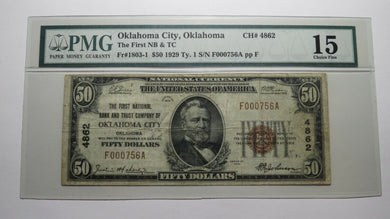 PMG
PAPER MONEY GUARANTY
Oklahoma City, Oklahoma CH# 4862
The First NB & TC
Fr#1803-1 $50 1929 Ty. 1 S/N F000756A pp F
15
Choice Fine
NATIONAL CURRENCY
THE UNITED STATES OF AMERICA
50 50
THE FIRST NATIONAL
BANK AND TRUST COMPANY OF
OKLAHOMA CITY
OKLAHOMA
FIFTY DOLLARS
F000756A
4862
F000756A
4862
50 50
FIFTY DOLLARS